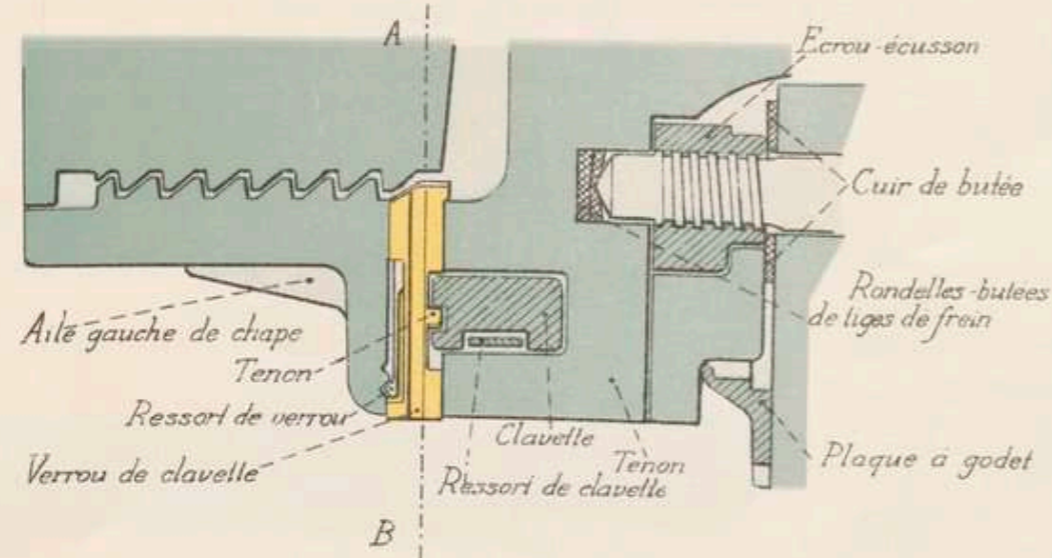 A
Ecrou-écusson
Cuir de butée
Rondelles-butées
de tiges de frein
Aile gauche de chape
Tenon
Ressort de verrou
Verrou de clavette
Clavette
Ressort de clavette
Tenon
Plaque à godet
B